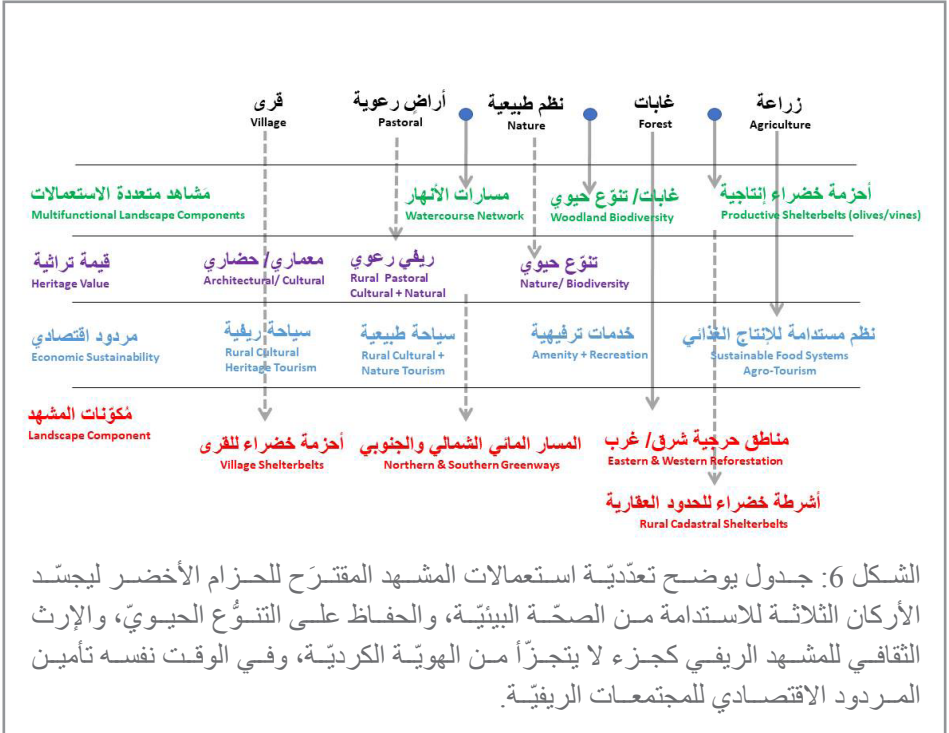 قرى
Village
أراضٍ رعوية
Pastoral
نظم طبيعية
Nature
غابات
Forest
زراعة
Agriculture
مَشاهد متعددة الاستعمالات
Multifunctional Landscape Components
مسارات الأنهار
Watercourse Network
غابات/ تنوّع حيوي
Woodland Biodiversity
أحزمة خضراء إنتاجية
Productive Shelterbelts (olives/vines)
قيمة تراثية
Heritage Value
معماري/ حضاري
Architectural/ Cultural
ريفي رعوي
Rural Pastoral
Cultural + Natural
تنوّع حيوي
Nature/ Biodiversity
مردود اقتصادي
Economic Sustainability
سياحة ريفية
Rural Cultural
Heritage Tourism
سياحة طبيعية
Rural Cultural +
Nature Tourism
خدمات ترفيهية
Amenity + Recreation
نظم مستدامة للإنتاج الغذائي
Sustainable Food Systems
Agro-Tourism
مُكوّنات المشهد
Landscape Component
أحزمة خضراء للقرى
Village Shelterbelts
المسار المائي الشمالي والجنوبي
Northern & Southern Greenways
مناطق حرجية شرق/ غرب
Eastern & Western Reforestation
أشرطة خضراء للحدود العقارية
Rural Cadastral Shelterbelts
الشكل 6: جدول يوضح تعدّديّة استعمالات المشهد المقترَح للحزام الأخضر ليجسّد
الأركان الثلاثة للاستدامة من الصحّة البيئيّة، والحفاظ على التنوُّع الحيويّ، والإرث
الثقافي للمشهد الريفي كجزء لا يتجزّأ من الهويّة الكرديّة، وفي الوقت نفسه تأمين
المردود الاقتصادي للمجتمعات الريفيّة.